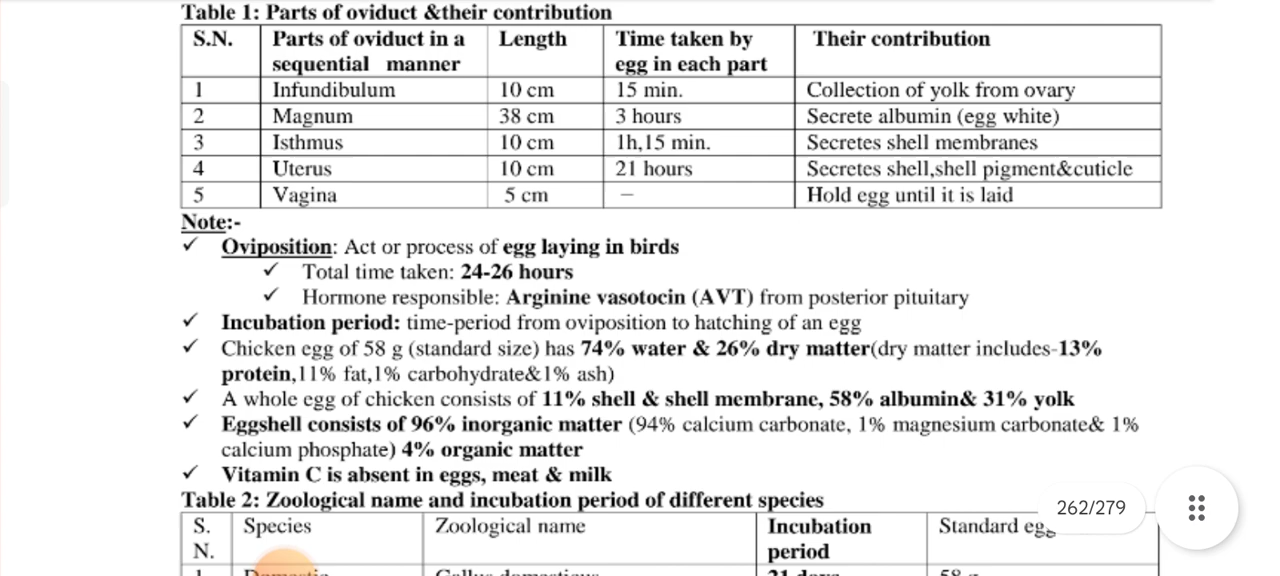 Table 1: Parts of oviduct &their contribution
S.N. Parts of oviduct in a sequential manner Length Time taken by egg in each part Their contribution
1 Infundibulum 10 cm 15 min. Collection of yolk from ovary
2 Magnum 38 cm 3 hours Secrete albumin (egg white)
3 Isthmus 10 cm 1h,15 min. Secretes shell membranes
4 Uterus 10 cm 21 hours Secretes shell,shell pigment&cuticle
5 Vagina 5 cm – Hold egg until it is laid
Note:-
✓ Oviposition: Act or process of egg laying in birds
✓ Total time taken: 24-26 hours
✓ Hormone responsible: Arginine vasotocin (AVT) from posterior pituitary
✓ Incubation period: time-period from oviposition to hatching of an egg
✓ Chicken egg of 58 g (standard size) has 74% water & 26% dry matter(dry matter includes-13%
protein,11% fat,1% carbohydrate&1% ash)
✓ A whole egg of chicken consists of 11% shell & shell membrane, 58% albumin& 31% yolk
✓ Eggshell consists of 96% inorganic matter (94% calcium carbonate, 1% magnesium carbonate& 1%
calcium phosphate) 4% organic matter
✓ Vitamin C is absent in eggs, meat & milk
Table 2: Zoological name and incubation period of different species
262/279
S. N. Species Zoological name Incubation period Standard egg